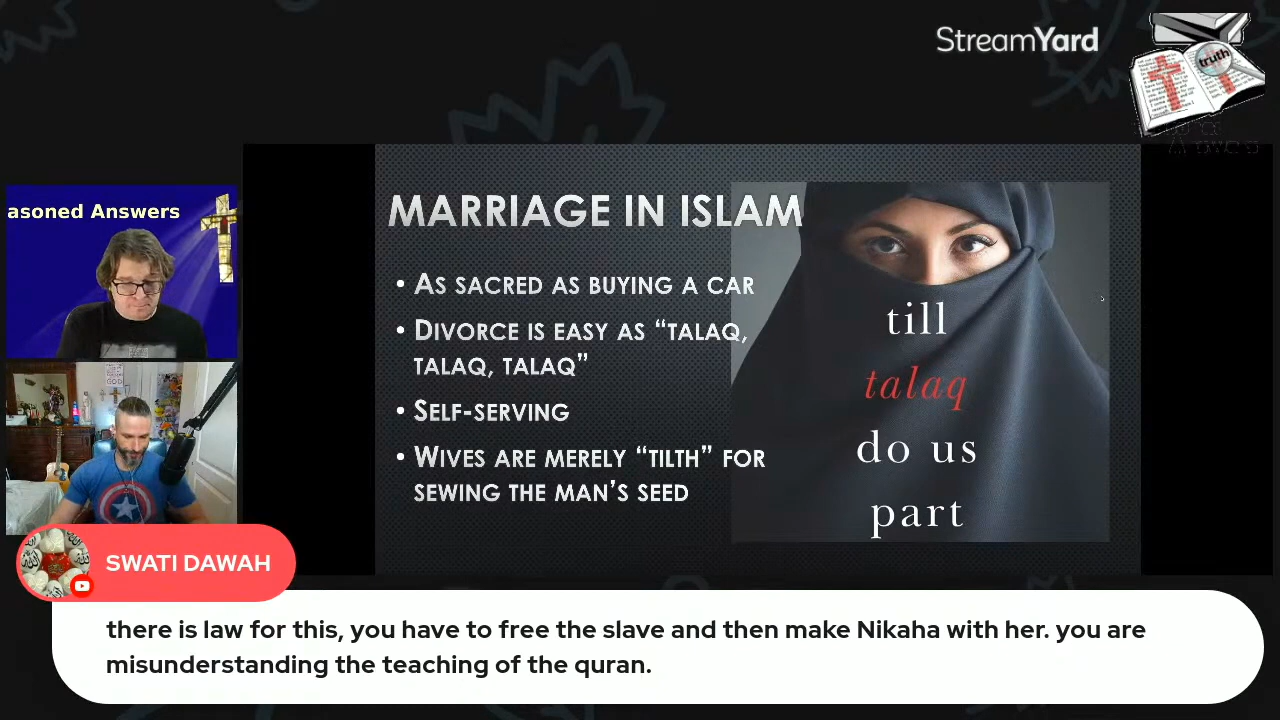 StreamYard
truth
asoned Answers
MARRIAGE IN ISLAM
• AS SACRED AS BUYING A CAR
• DIVORCE IS EASY AS “TALAQ,
TALAQ, TALAQ”
• SELF-SERVING
• WIVES ARE MERELY “TILTH” FOR
SEWING THE MAN’S SEED
till
talaq
do us
part
GOD
SWATI DAWAH
there is law for this, you have to free the slave and then make Nikaha with her. you are
misunderstanding the teaching of the quran.